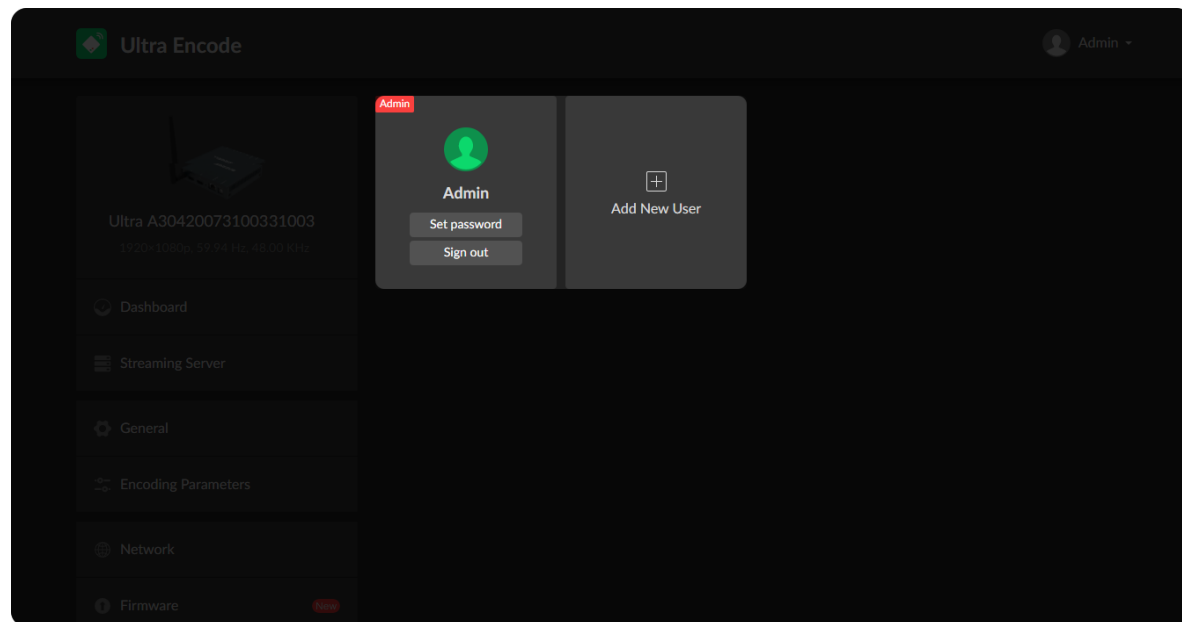 Ultra Encode
Admin
Ultra A30420073100331003
1920×1080p, 59.94 Hz, 48.00 KHz
Dashboard
Streaming Server
General
Encoding Parameters
Network
Firmware New
Admin
Admin
Set password
Sign out
Add New User